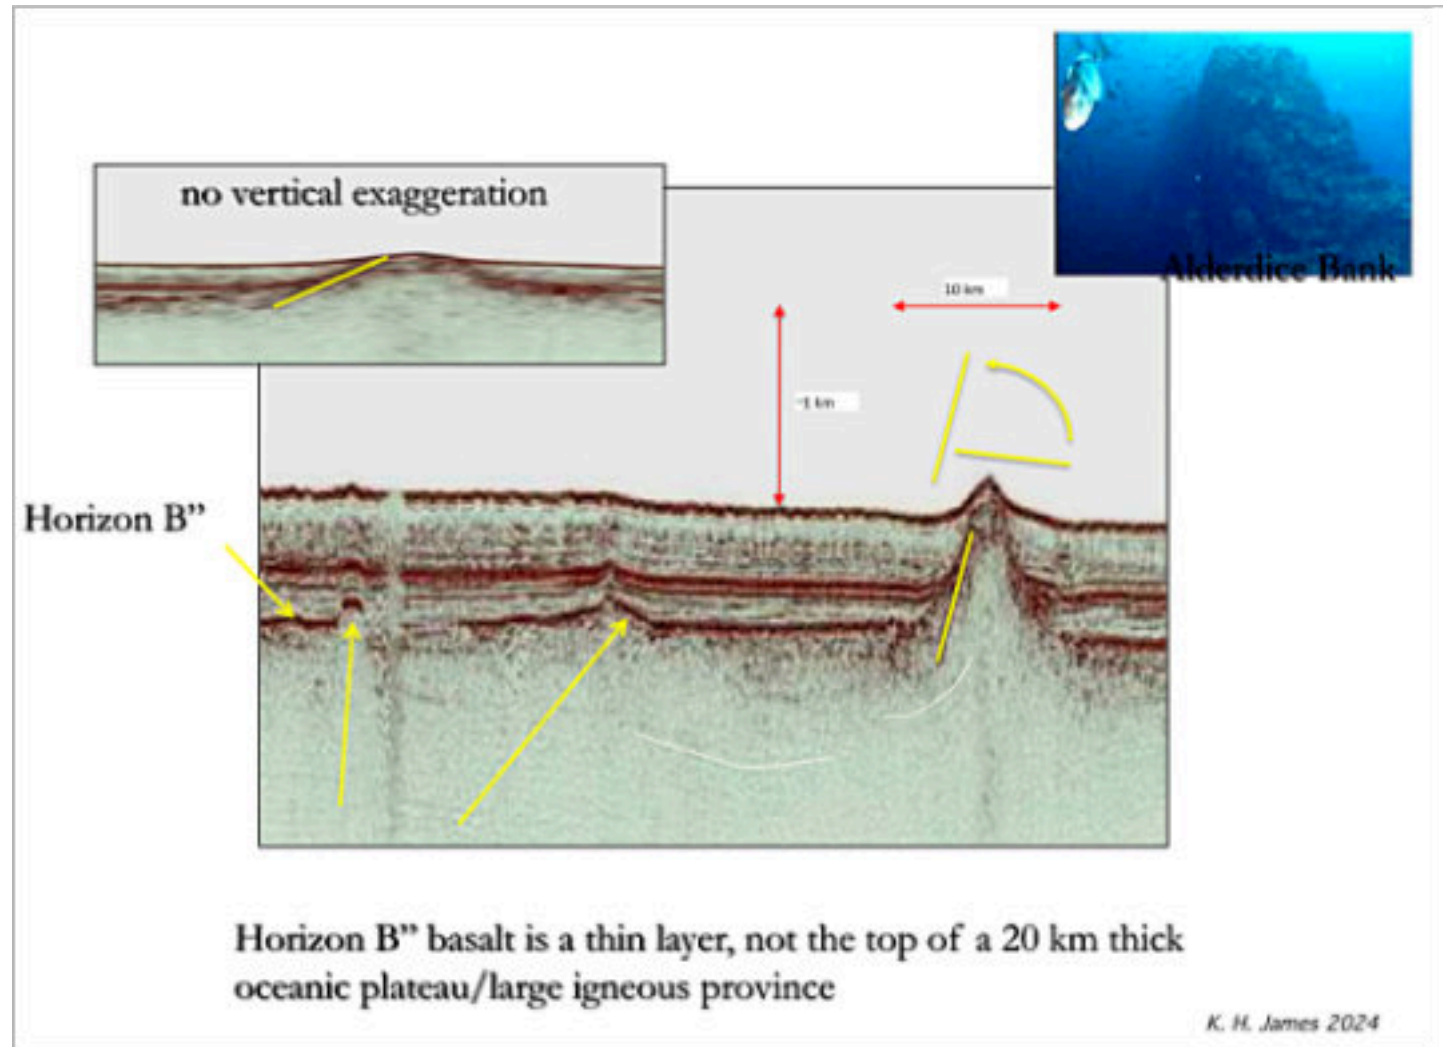 Alderdice Bank
no vertical exaggeration
10 km
~1 km
Horizon B”
Horizon B” basalt is a thin layer, not the top of a 20 km thick
oceanic plateau/large igneous province
K. H. James 2024